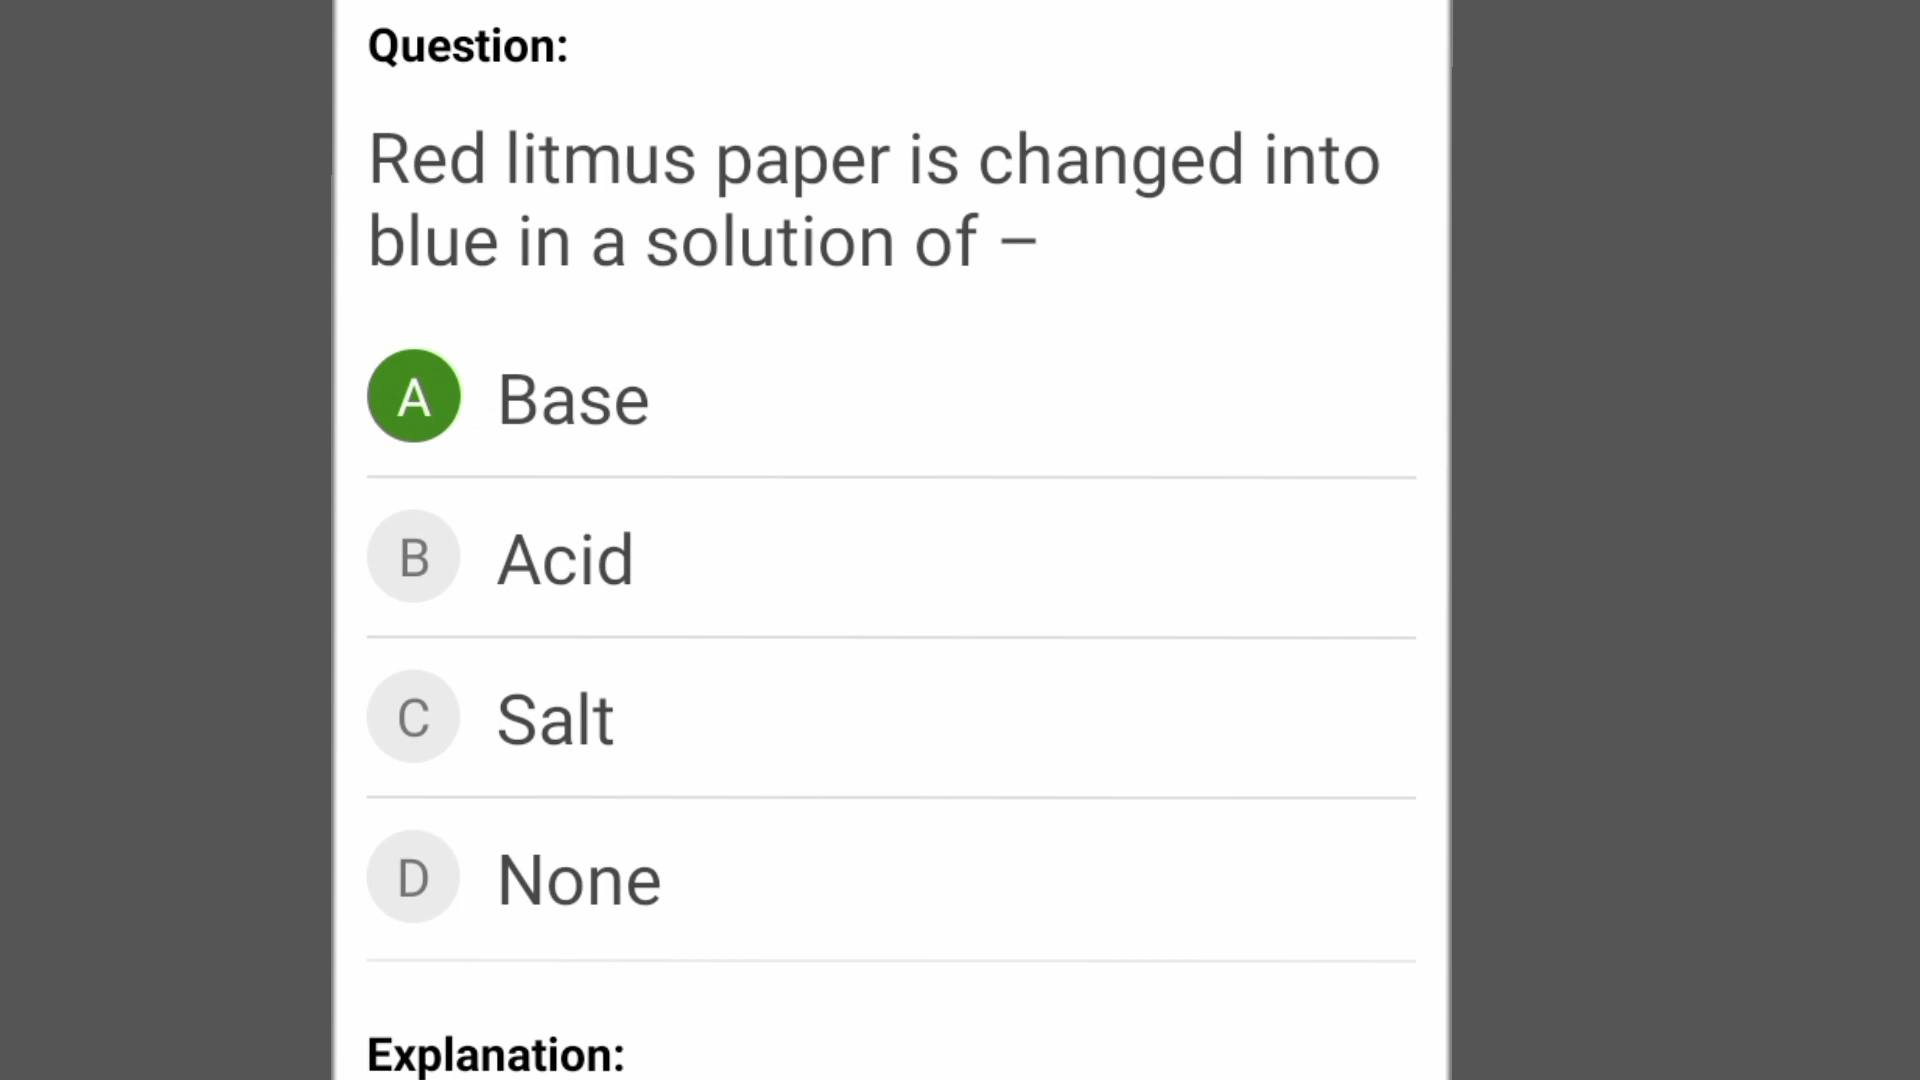 Question:
Red litmus paper is changed into
blue in a solution of –
A Base
B Acid
C Salt
D None
Explanation: